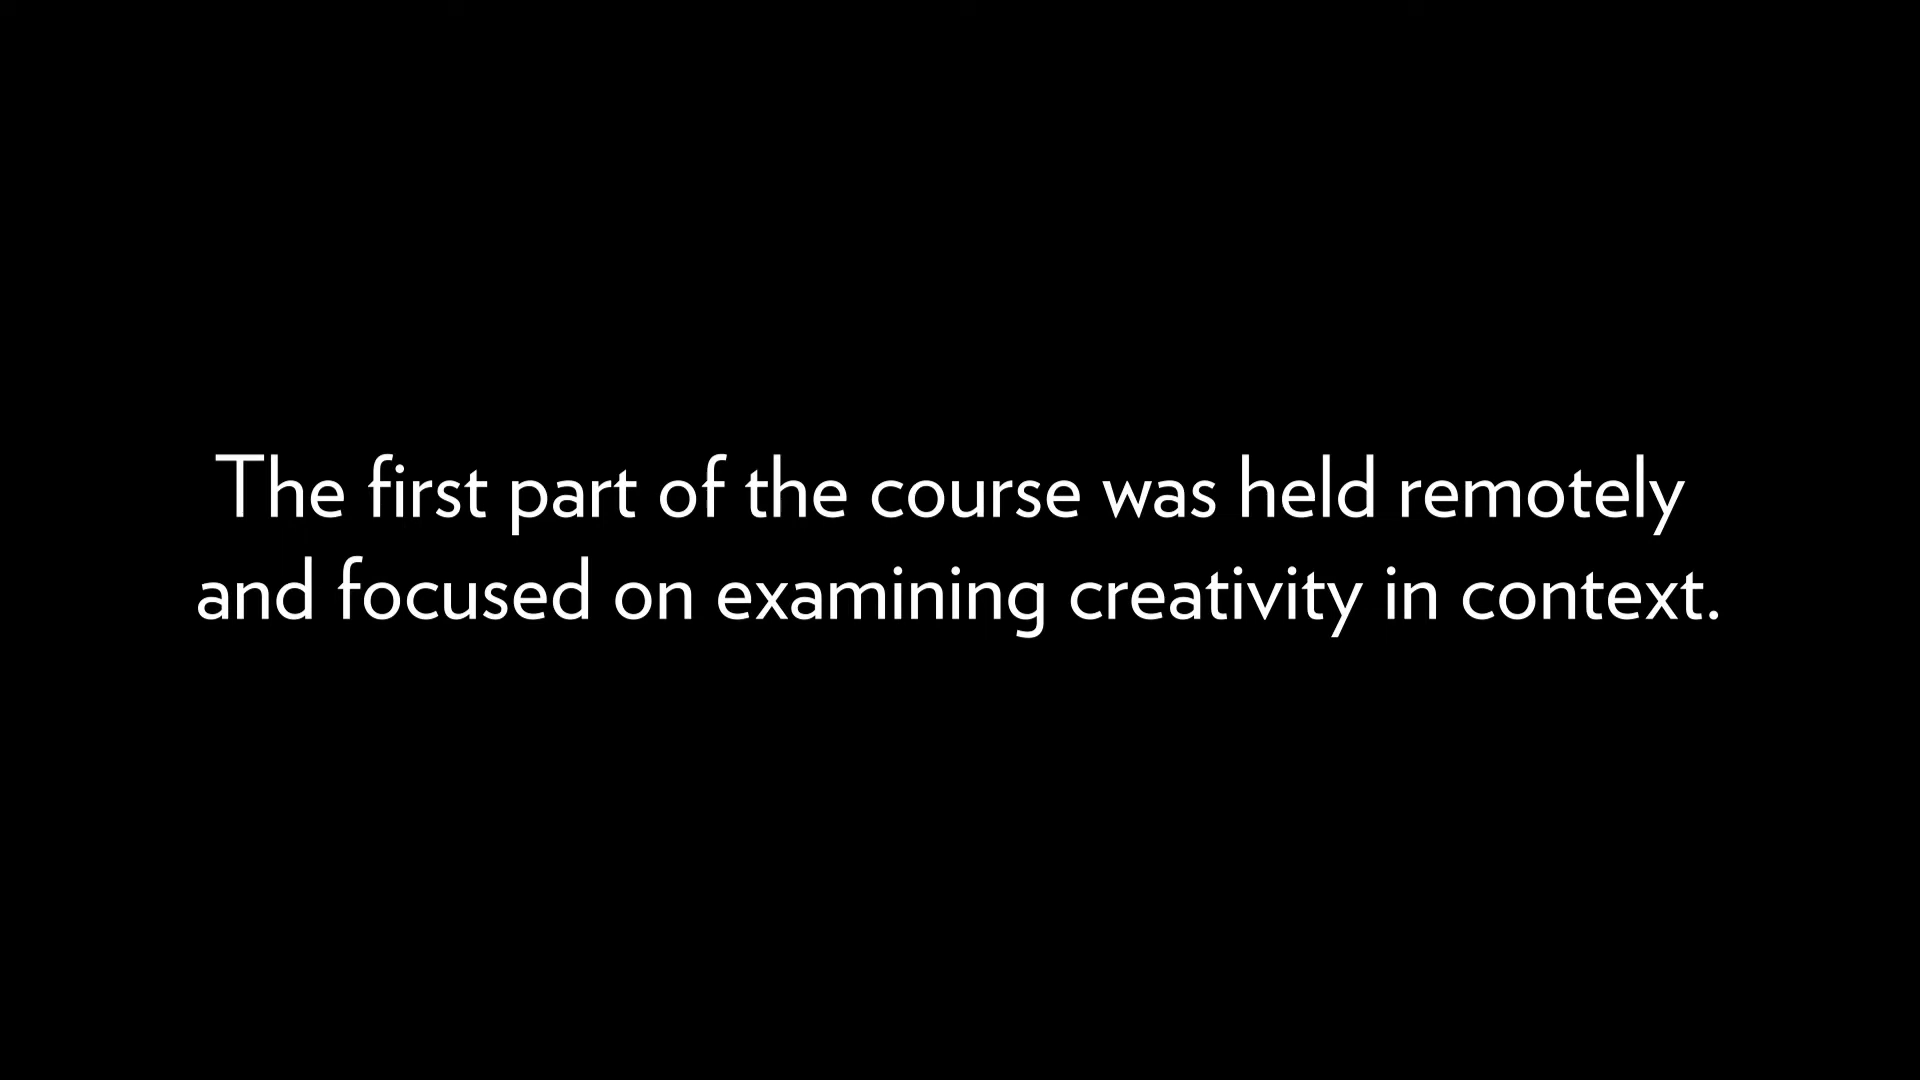 The first part of the course was held remotely
and focused on examining creativity in context.